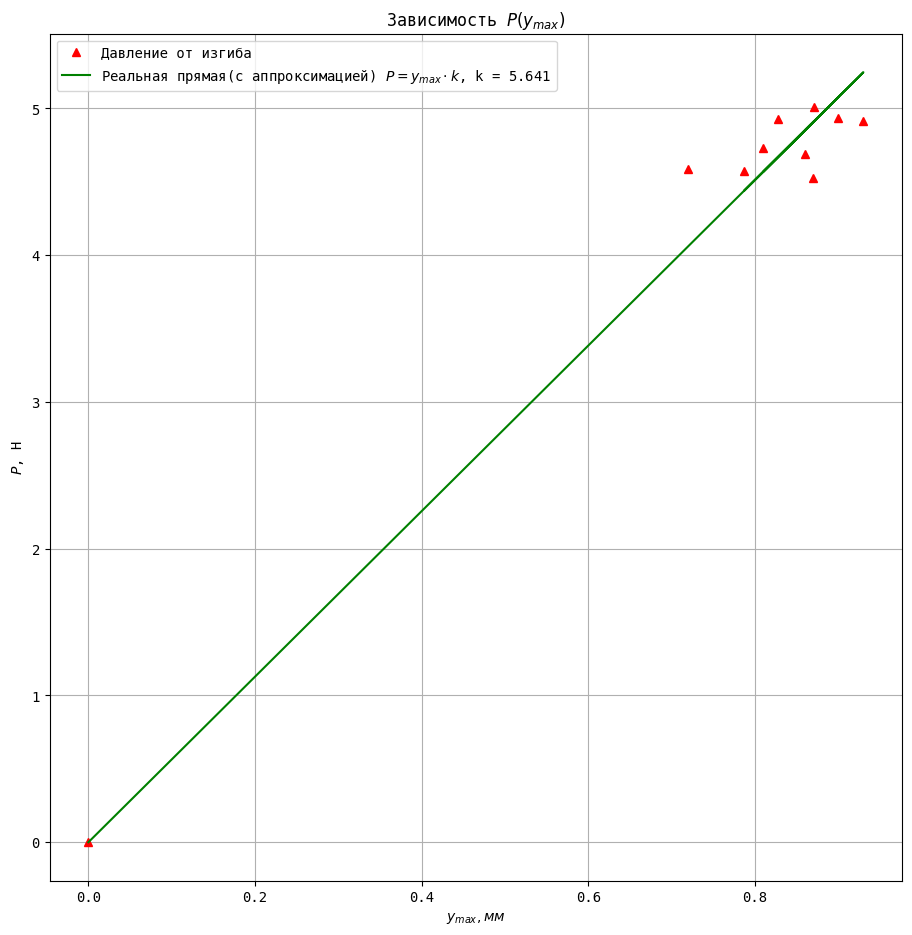 Зависимость P(y_max)
Давление от изгиба
Реальная прямая(с аппроксимацией) P = y_max · k, k = 5.641
5
4
3
2
1
0
P, Н
0.0 0.2 0.4 0.6 0.8
y_max, мм